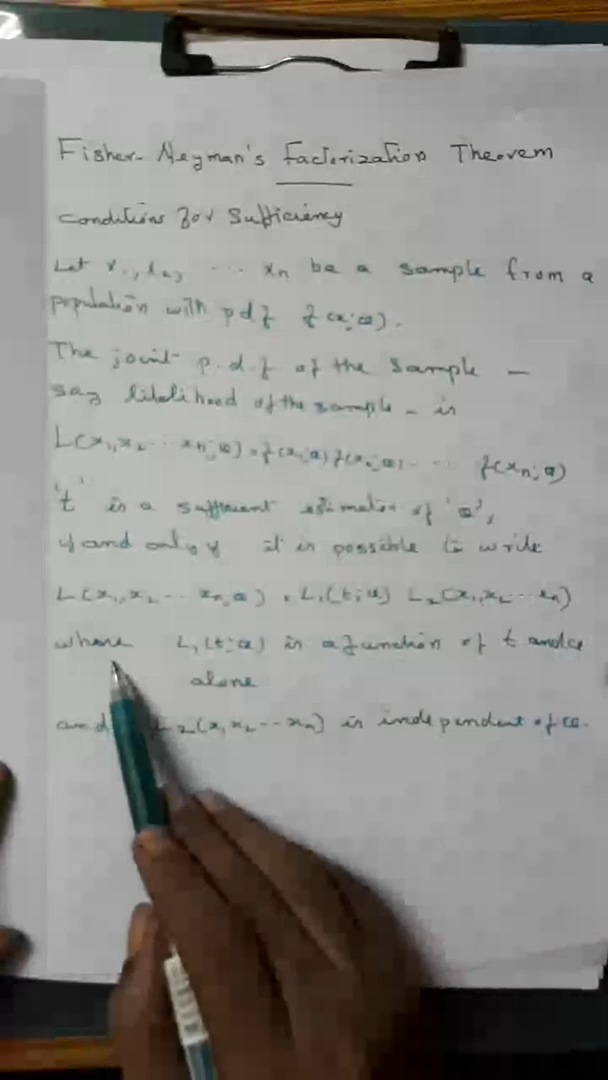 Fisher-Neyman's Factorization Theorem
Conditions for Sufficiency
Let x₁, x₂, ... xn be a sample from a
population with pdf f(x; θ).
The joint p.d.f of the sample -
say likelihood of the sample - is
L(x₁, x₂ ... xn; θ) = f(x₁; θ) f(x₂; θ) ... f(xn; θ)
't' is a sufficient estimator of 'θ',
if and only if it is possible to write
L(x₁, x₂ ... xn, θ) = L₁(t; θ) L₂(x₁, x₂ ... xn)
where L₁(t; θ) is a function of t and θ
alone
and L₂(x₁ x₂ ... xn) is independent of θ.